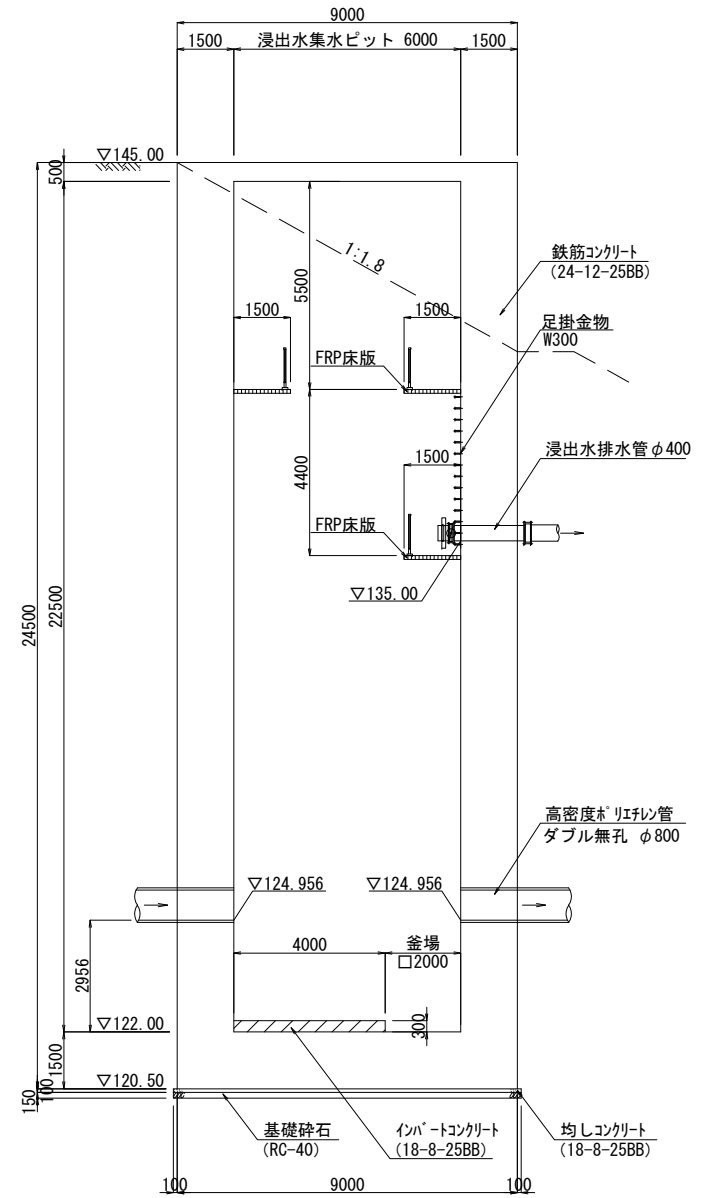 9000
1500
浸出水集水ピット 6000
1500
▽145.00
500
1:1.8
5500
鉄筋コンクリート
(24-12-25BB)
1500
1500
足掛金物
W300
FRP床版
4400
1500
浸出水排水管φ400
FRP床版
▽135.00
24500
22500
高密度ポリエチレン管
ダブル無孔 φ800
▽124.956
▽124.956
4000
釜場
□2000
2956
300
▽122.00
1500
▽120.50
100
150
基礎砕石
(RC-40)
インバートコンクリート
(18-8-25BB)
均しコンクリート
(18-8-25BB)
100
9000
100